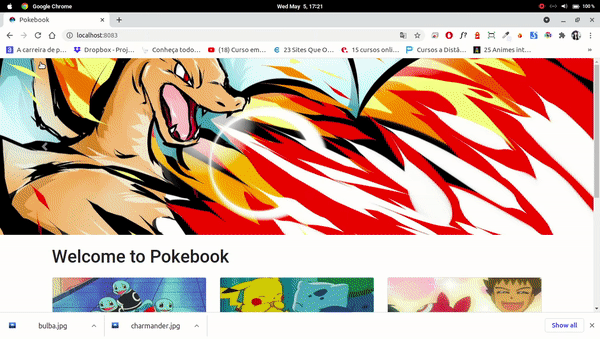 Google Chrome
Wed May 5, 17:21
100 %
Pokebook
localhost:8083
A carreira de p
Dropbox - Proj…
Conheça todo…
(18) Curso em…
23 Sites Que O…
15 cursos onli…
Cursos a Distâ…
25 Animes int…
Welcome to Pokebook
bulba.jpg
charmander.jpg
Show all